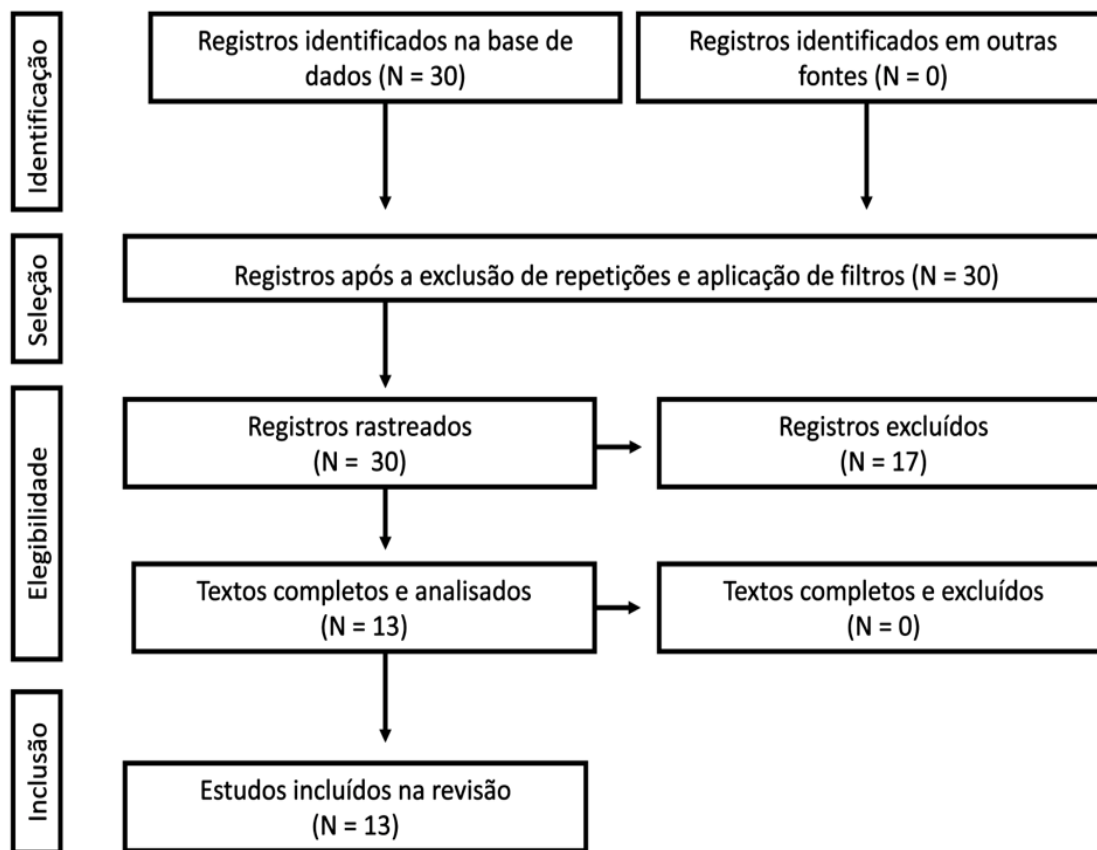 Identificação
Registros identificados na base de
dados (N = 30)
Registros identificados em outras
fontes (N = 0)
Seleção
Registros após a exclusão de repetições e aplicação de filtros (N = 30)
Elegibilidade
Registros rastreados
(N = 30)
Registros excluídos
(N = 17)
Textos completos e analisados
(N = 13)
Textos completos e excluídos
(N = 0)
Inclusão
Estudos incluídos na revisão
(N = 13)